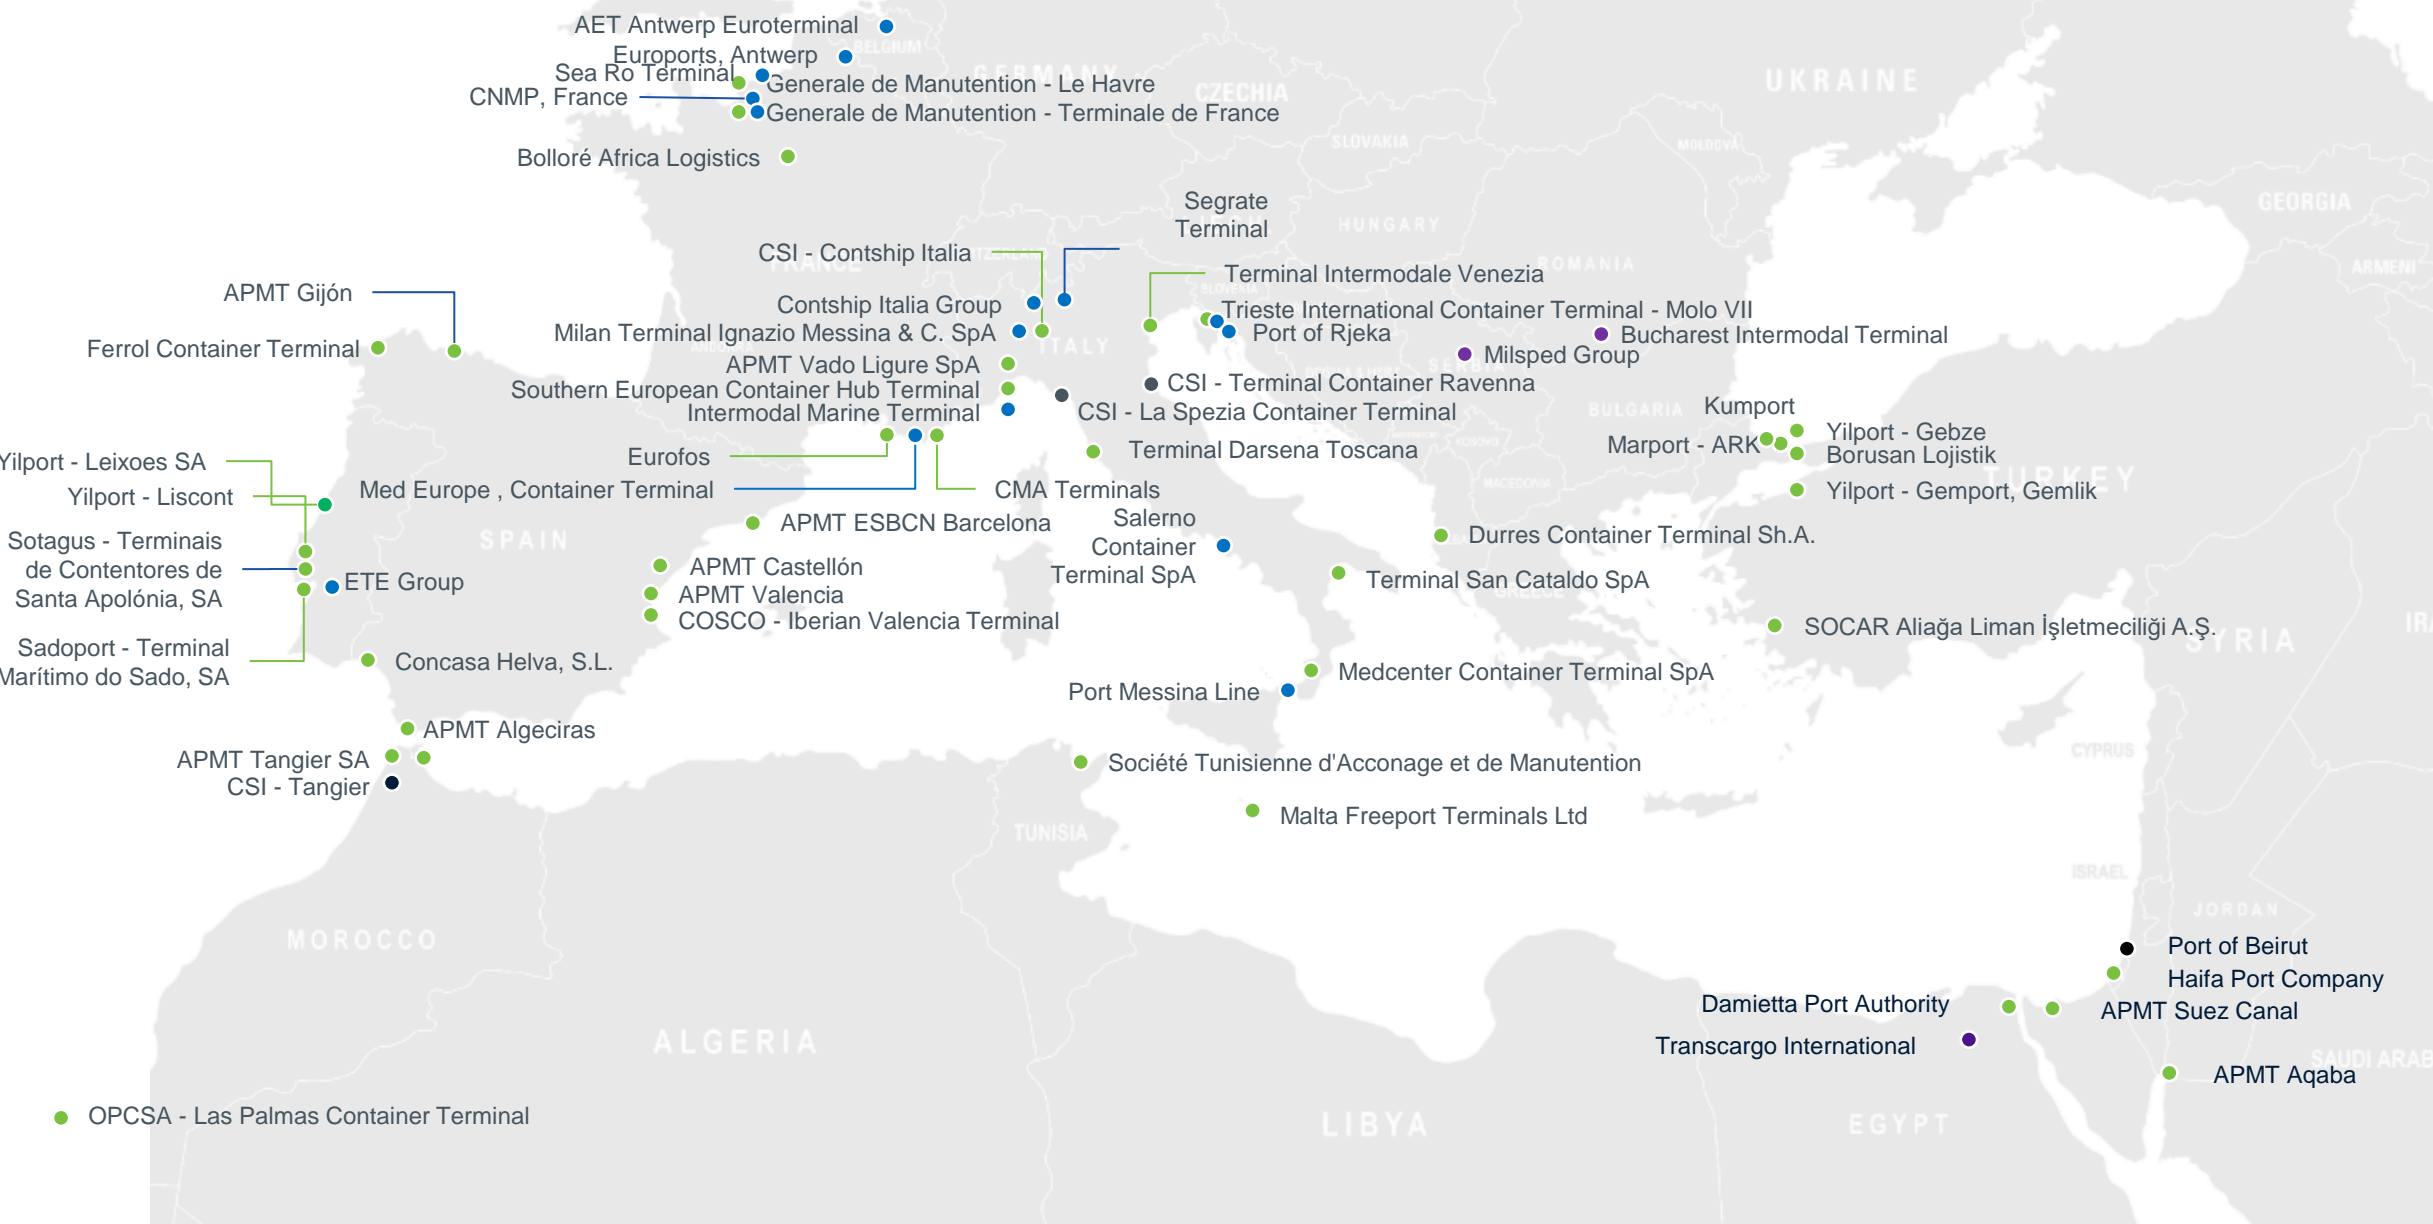 AET Antwerp Euroterminal
BELGIUM
Euroports, Antwerp
Sea Ro Terminal
GERMANY
Generale de Manutention - Le Havre
CZECHIA
UKRAINE
CNMP, France
Generale de Manutention - Terminale de France
SLOVAKIA
MOLDOVA
Bolloré Africa Logistics
Segrate
Terminal
HUNGARY
GEORGIA
CSI - Contship Italia
FRANCE
ROMANIA
ARMENI
Terminal Intermodale Venezia
SLOVENIA
APMT Gijón
Contship Italia Group
Trieste International Container Terminal - Molo VII
Milan Terminal Ignazio Messina & C. SpA
Port of Rjeka
Bucharest Intermodal Terminal
Ferrol Container Terminal
ITALY
Milsped Group
SERBIA
APMT Vado Ligure SpA
CSI - Terminal Container Ravenna
Southern European Container Hub Terminal
Intermodal Marine Terminal
CSI - La Spezia Container Terminal
BULGARIA
Kumport
Yilport - Gebze
Marport - ARK
Borusan Lojistik
KOSOVO
Terminal Darsena Toscana
Eurofos
TURKEY
Yilport - Leixoes SA
MACEDONIA
Yilport - Liscont
Med Europe , Container Terminal
CMA Terminals
Yilport - Gemport, Gemlik
APMT ESBCN Barcelona
Salerno
Container
Terminal SpA
Durres Container Terminal Sh.A.
SPAIN
Sotagus - Terminais
de Contentores de
Santa Apolónia, SA
ETE Group
APMT Castellón
APMT Valencia
COSCO - Iberian Valencia Terminal
Terminal San Cataldo SpA
GREECE
SOCAR Aliağa Liman İşletmeciliği A.Ş.
SYRIA
Sadoport - Terminal
Marítimo do Sado, SA
Concasa Helva, S.L.
Medcenter Container Terminal SpA
Port Messina Line
APMT Algeciras
APMT Tangier SA
CSI - Tangier
Société Tunisienne d'Acconage et de Manutention
CYPRUS
Malta Freeport Terminals Ltd
TUNISIA
ISRAEL
JORDAN
MOROCCO
Port of Beirut
Haifa Port Company
Damietta Port Authority
APMT Suez Canal
ALGERIA
Transcargo International
SAUDI ARAB
APMT Aqaba
OPCSA - Las Palmas Container Terminal
LIBYA
EGYPT